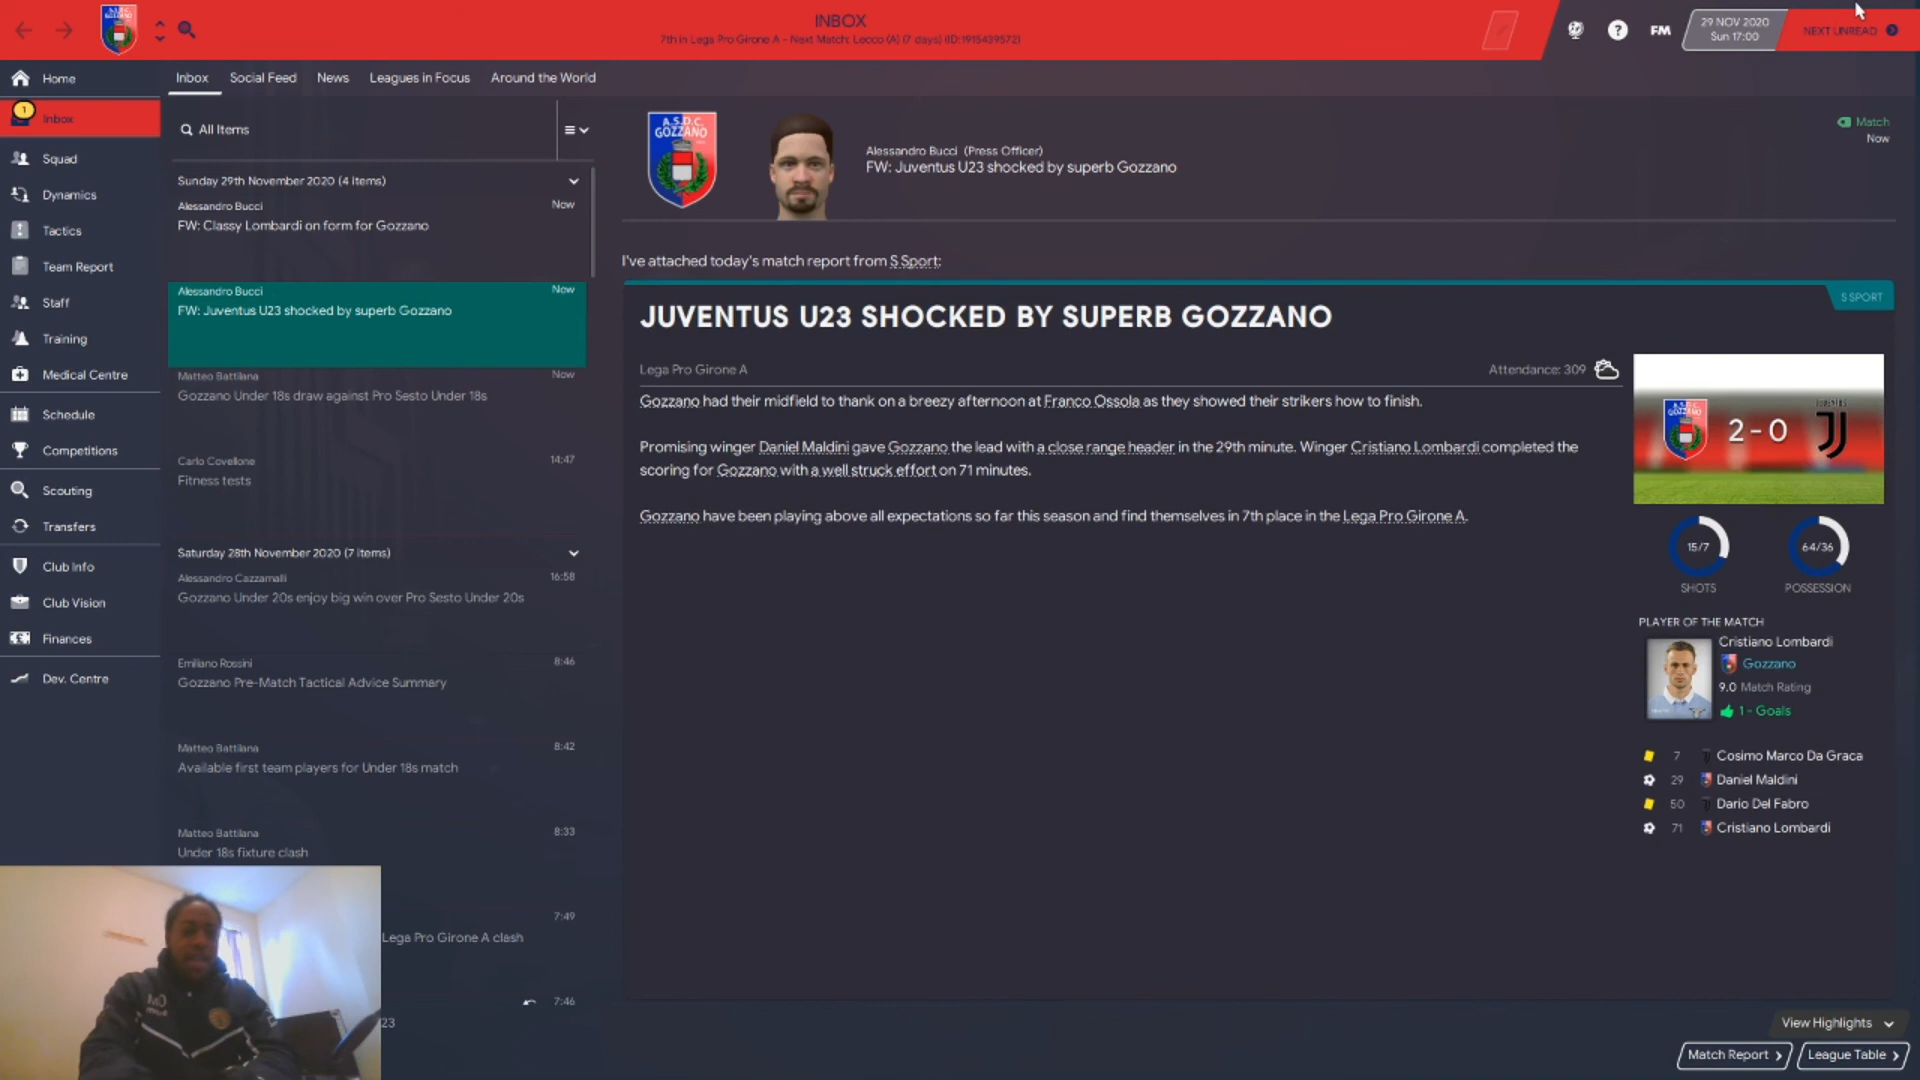 INBOX
7th in Lega Pro Girone A - Next Match: Lecco (A) (7 days) (ID:1915439572)
FM
29 NOV 2020
Sun 17:00
NEXT UNREAD
Home
1
Inbox
Squad
Dynamics
Tactics
Team Report
Staff
Training
Medical Centre
Schedule
Competitions
Scouting
Transfers
Club Info
Club Vision
Finances
Dev. Centre
Inbox
Social Feed
News
Leagues in Focus
Around the World
All Items
Sunday 29th November 2020 (4 Items)
Alessandro Bucci
Now
FW: Classy Lombardi on form for Gozzano
Alessandro Bucci
Now
FW: Juventus U23 shocked by superb Gozzano
Matteo Battilana
Now
Gozzano Under 18s draw against Pro Sesto Under 18s
Carlo Covellone
14:47
Fitness tests
Saturday 28th November 2020 (7 Items)
Alessandro Cazzamalli
16:58
Gozzano Under 20s enjoy big win over Pro Sesto Under 20s
Emiliano Rossini
8:46
Gozzano Pre-Match Tactical Advice Summary
Matteo Battilana
8:42
Available first team players for Under 18s match
Matteo Battilana
8:33
Under 18s fixture clash
7:49
Lega Pro Girone A clash
7:46
23
A.S.D.C.
GOZZANO
Alessandro Bucci (Press Officer)
FW: Juventus U23 shocked by superb Gozzano
Match
Now
I've attached today's match report from S Sport:
S SPORT
JUVENTUS U23 SHOCKED BY SUPERB GOZZANO
Lega Pro Girone A
Attendance: 309
Gozzano had their midfield to thank on a breezy afternoon at Franco Ossola as they showed their strikers how to finish.
Promising winger Daniel Maldini gave Gozzano the lead with a close range header in the 29th minute. Winger Cristiano Lombardi completed the
scoring for Gozzano with a well struck effort on 71 minutes.
Gozzano have been playing above all expectations so far this season and find themselves in 7th place in the Lega Pro Girone A.
2 - 0
15/7
SHOTS
64/36
POSSESSION
PLAYER OF THE MATCH
Cristiano Lombardi
Gozzano
9.0 Match Rating
1 - Goals
7 Cosimo Marco Da Graca
29 Daniel Maldini
50 Dario Del Fabro
71 Cristiano Lombardi
View Highlights
Match Report
League Table
MO